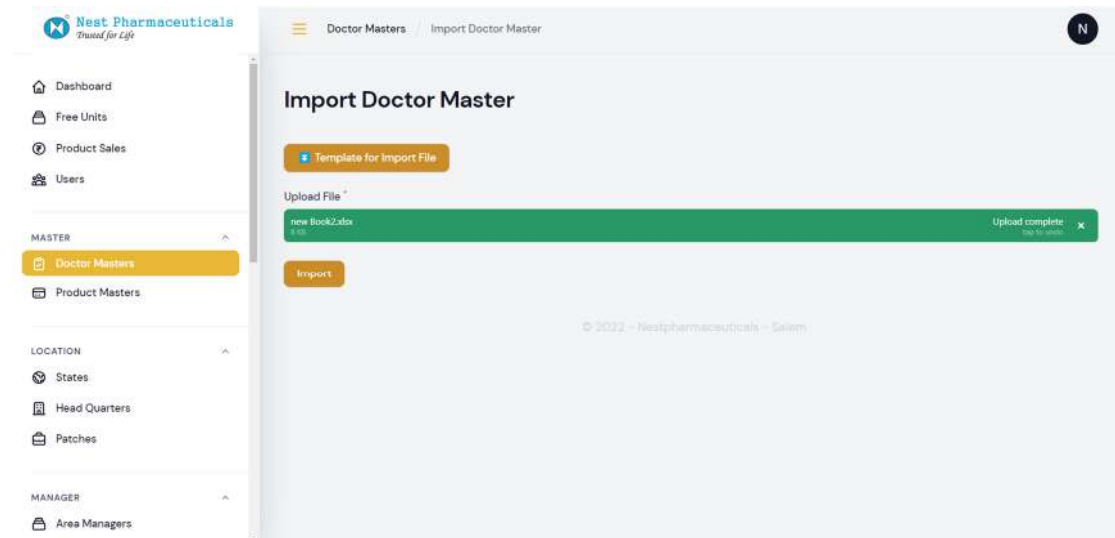 Nest Pharmaceuticals
Trusted for Life
Doctor Masters / Import Doctor Master
N
Dashboard
Free Units
Product Sales
Users
MASTER
Doctor Masters
Product Masters
LOCATION
States
Head Quarters
Patches
MANAGER
Area Managers
Import Doctor Master
Template for Import File
Upload File *
new Book2.xlsx
Upload complete
tap to undo
Import
© 2022 - Nestpharmaceuticals - Salem